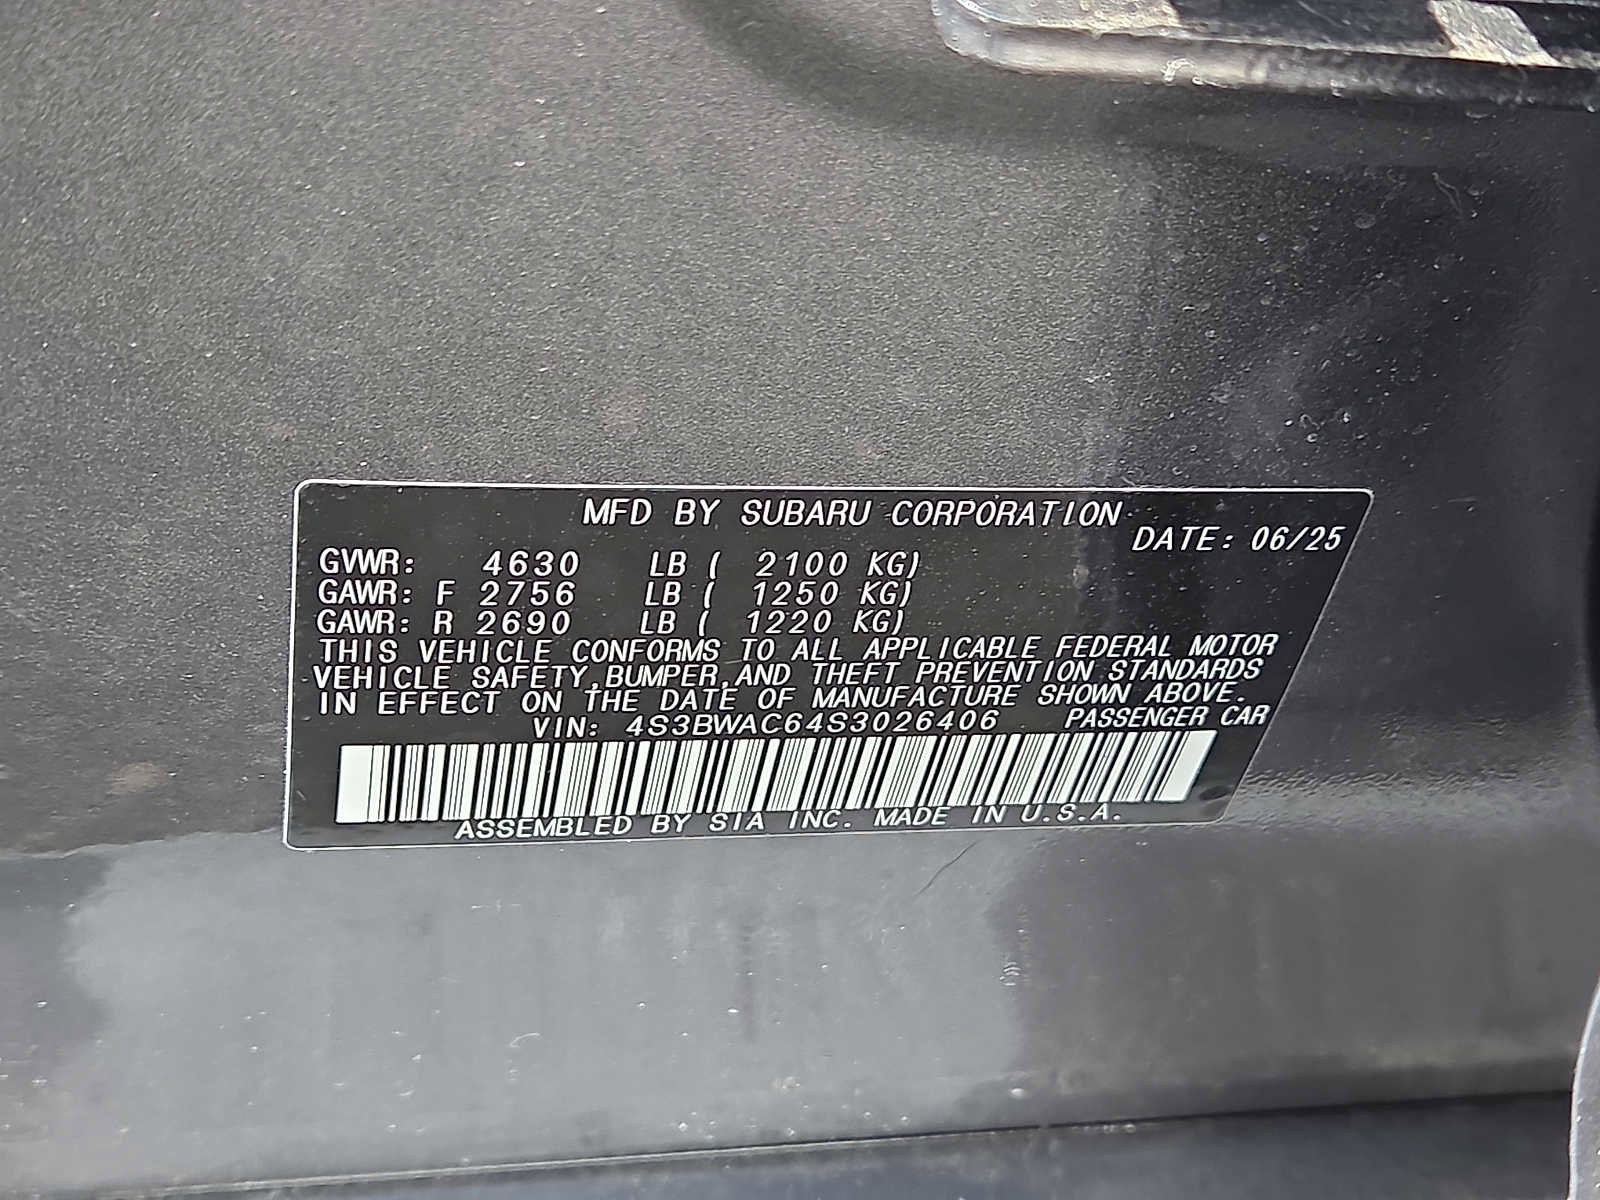 MFD BY SUBARU CORPORATION
DATE: 06/25
GVWR: 4630 LB ( 2100 KG)
GAWR: F 2756 LB ( 1250 KG)
GAWR: R 2690 LB ( 1220 KG)
THIS VEHICLE CONFORMS TO ALL APPLICABLE FEDERAL MOTOR
VEHICLE SAFETY,BUMPER,AND THEFT PREVENTION STANDARDS
IN EFFECT ON THE DATE OF MANUFACTURE SHOWN ABOVE.
VIN: 4S3BWAC64S3026406 PASSENGER CAR
ASSEMBLED BY SIA INC. MADE IN U.S.A.